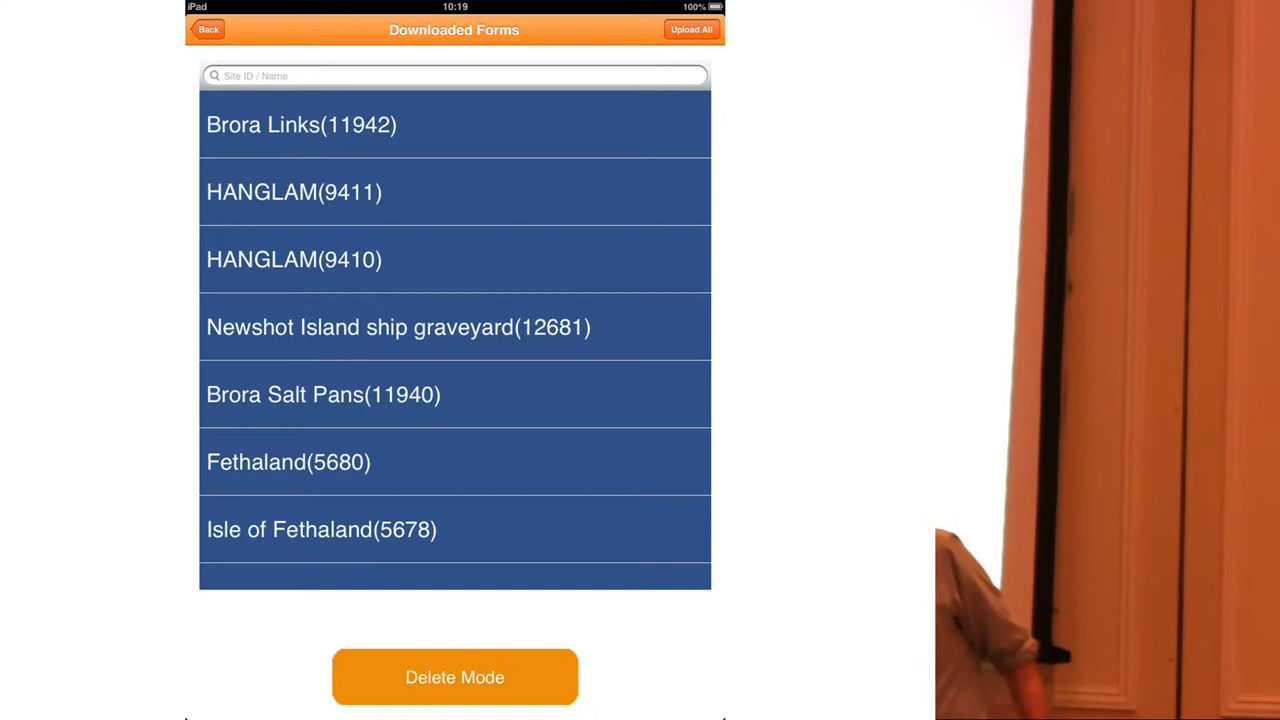 iPad
10:19
100%
Back
Downloaded Forms
Upload All
Site ID / Name
Brora Links(11942)
HANGLAM(9411)
HANGLAM(9410)
Newshot Island ship graveyard(12681)
Brora Salt Pans(11940)
Fethaland(5680)
Isle of Fethaland(5678)
Delete Mode